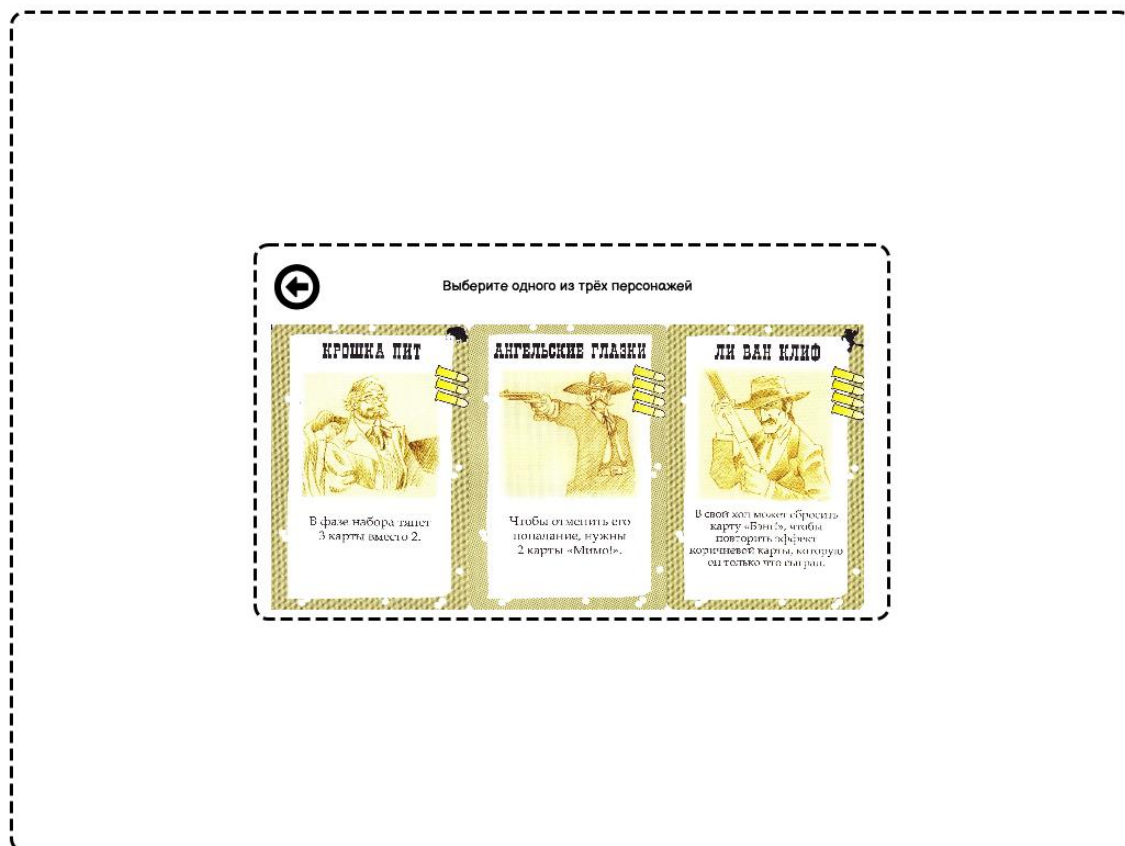 Выберите одного из трёх персонажей
КРОШКА ПИТ
В фазе набора тянет
3 карты вместо 2.
АНГЕЛЬСКИЕ ГЛАЗКИ
Чтобы отменить его
попадание, нужны
2 карты «Мимо!».
ЛИ ВАН КЛИФ
В свой ход может сбросить
карту «Бэнг!», чтобы
повторить эффект
коричневой карты, которую
он только что сыграл.